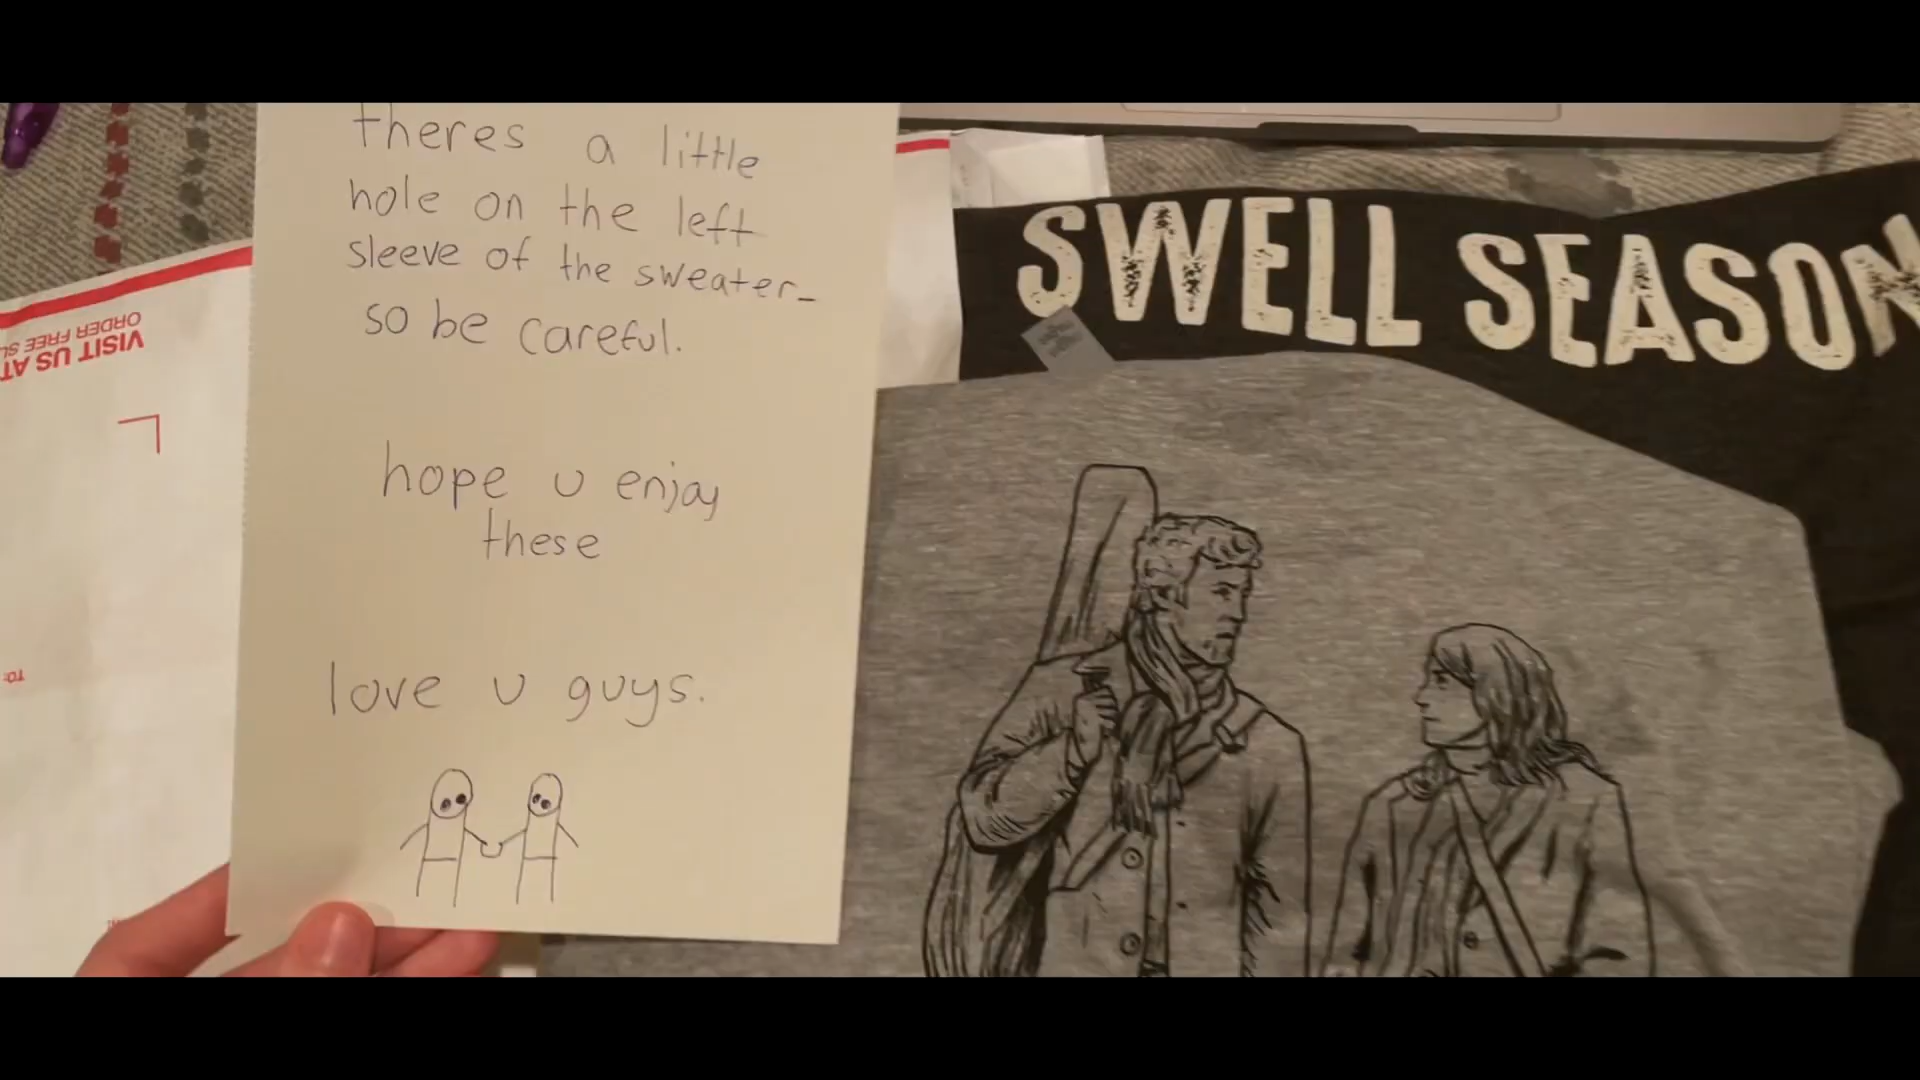 theres a little
hole on the left
sleeve of the sweater-
so be careful.
hope u enjoy
these
love u guys.
SWELL SEASON
VISIT US AT
ORDER FREE
TO: